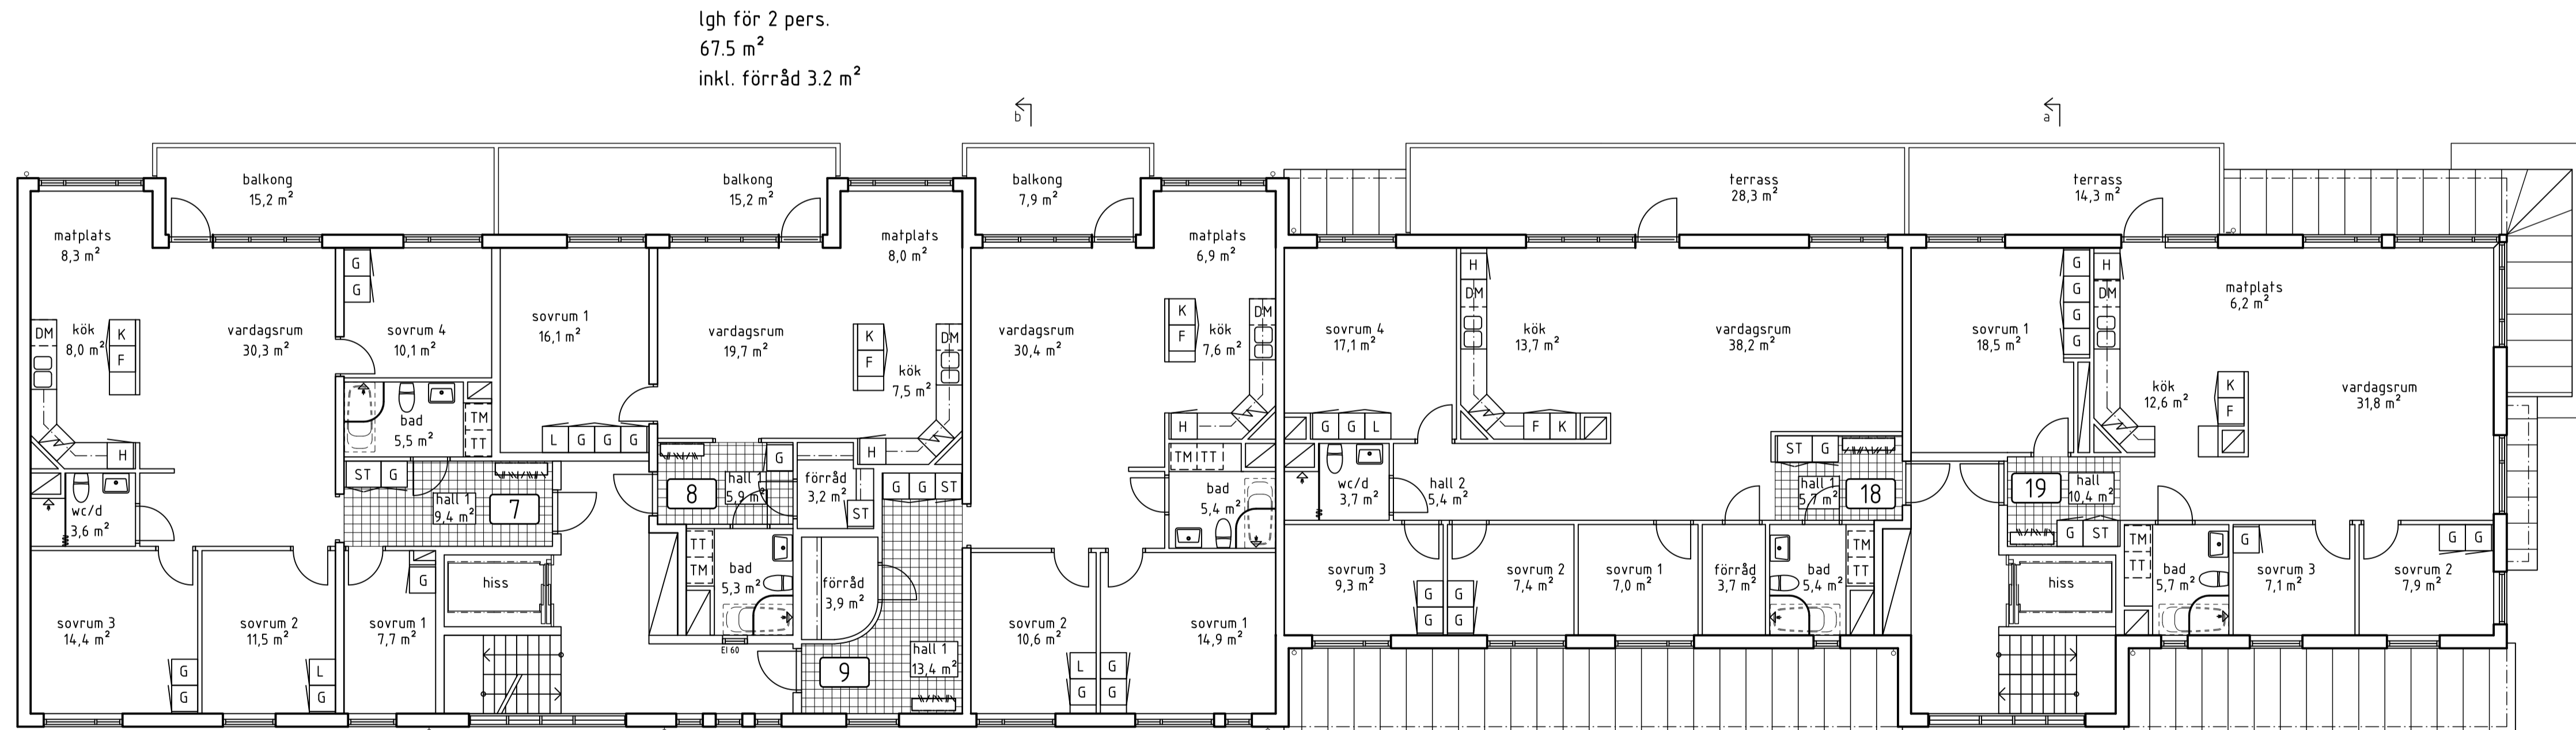 lgh för 2 pers.
67.5 m²
inkl. förråd 3.2 m²
b
a
balkong
15,2 m²
balkong
15,2 m²
balkong
7,9 m²
terrass
28,3 m²
terrass
14,3 m²
matplats
8,3 m²
G
G
DM
kök
8,0 m²
K
F
vardagsrum
30,3 m²
sovrum 4
10,1 m²
bad
5,5 m²
TM
TT
H
ST
G
hall 1
9,4 m²
7
wc/d
3,6 m²
sovrum 3
14,4 m²
G
G
sovrum 2
11,5 m²
L
G
sovrum 1
7,7 m²
G
hiss
sovrum 1
16,1 m²
L
G
G
G
vardagsrum
19,7 m²
matplats
8,0 m²
K
F
DM
kök
7,5 m²
H
8
hall 1
5,9 m²
G
förråd
3,2 m²
ST
TT
TM
bad
5,3 m²
EI 60
G
G
ST
förråd
3,9 m²
9
hall 1
13,4 m²
vardagsrum
30,4 m²
matplats
6,9 m²
K
F
kök
7,6 m²
DM
H
TM
TT
bad
5,4 m²
sovrum 2
10,6 m²
L
G
G
G
sovrum 1
14,9 m²
sovrum 4
17,1 m²
G
G
L
H
DM
kök
13,7 m²
F
K
vardagsrum
38,2 m²
wc/d
3,7 m²
hall 2
5,4 m²
ST
G
hall 1
5,7 m²
18
sovrum 3
9,3 m²
G
G
G
G
sovrum 2
7,4 m²
sovrum 1
7,0 m²
förråd
3,7 m²
bad
5,4 m²
TM
TT
sovrum 1
18,5 m²
G
G
G
G
H
DM
matplats
6,2 m²
kök
12,6 m²
K
F
vardagsrum
31,8 m²
19
hall
10,4 m²
G
ST
hiss
TM
TT
bad
5,7 m²
G
sovrum 3
7,1 m²
G
G
sovrum 2
7,9 m²